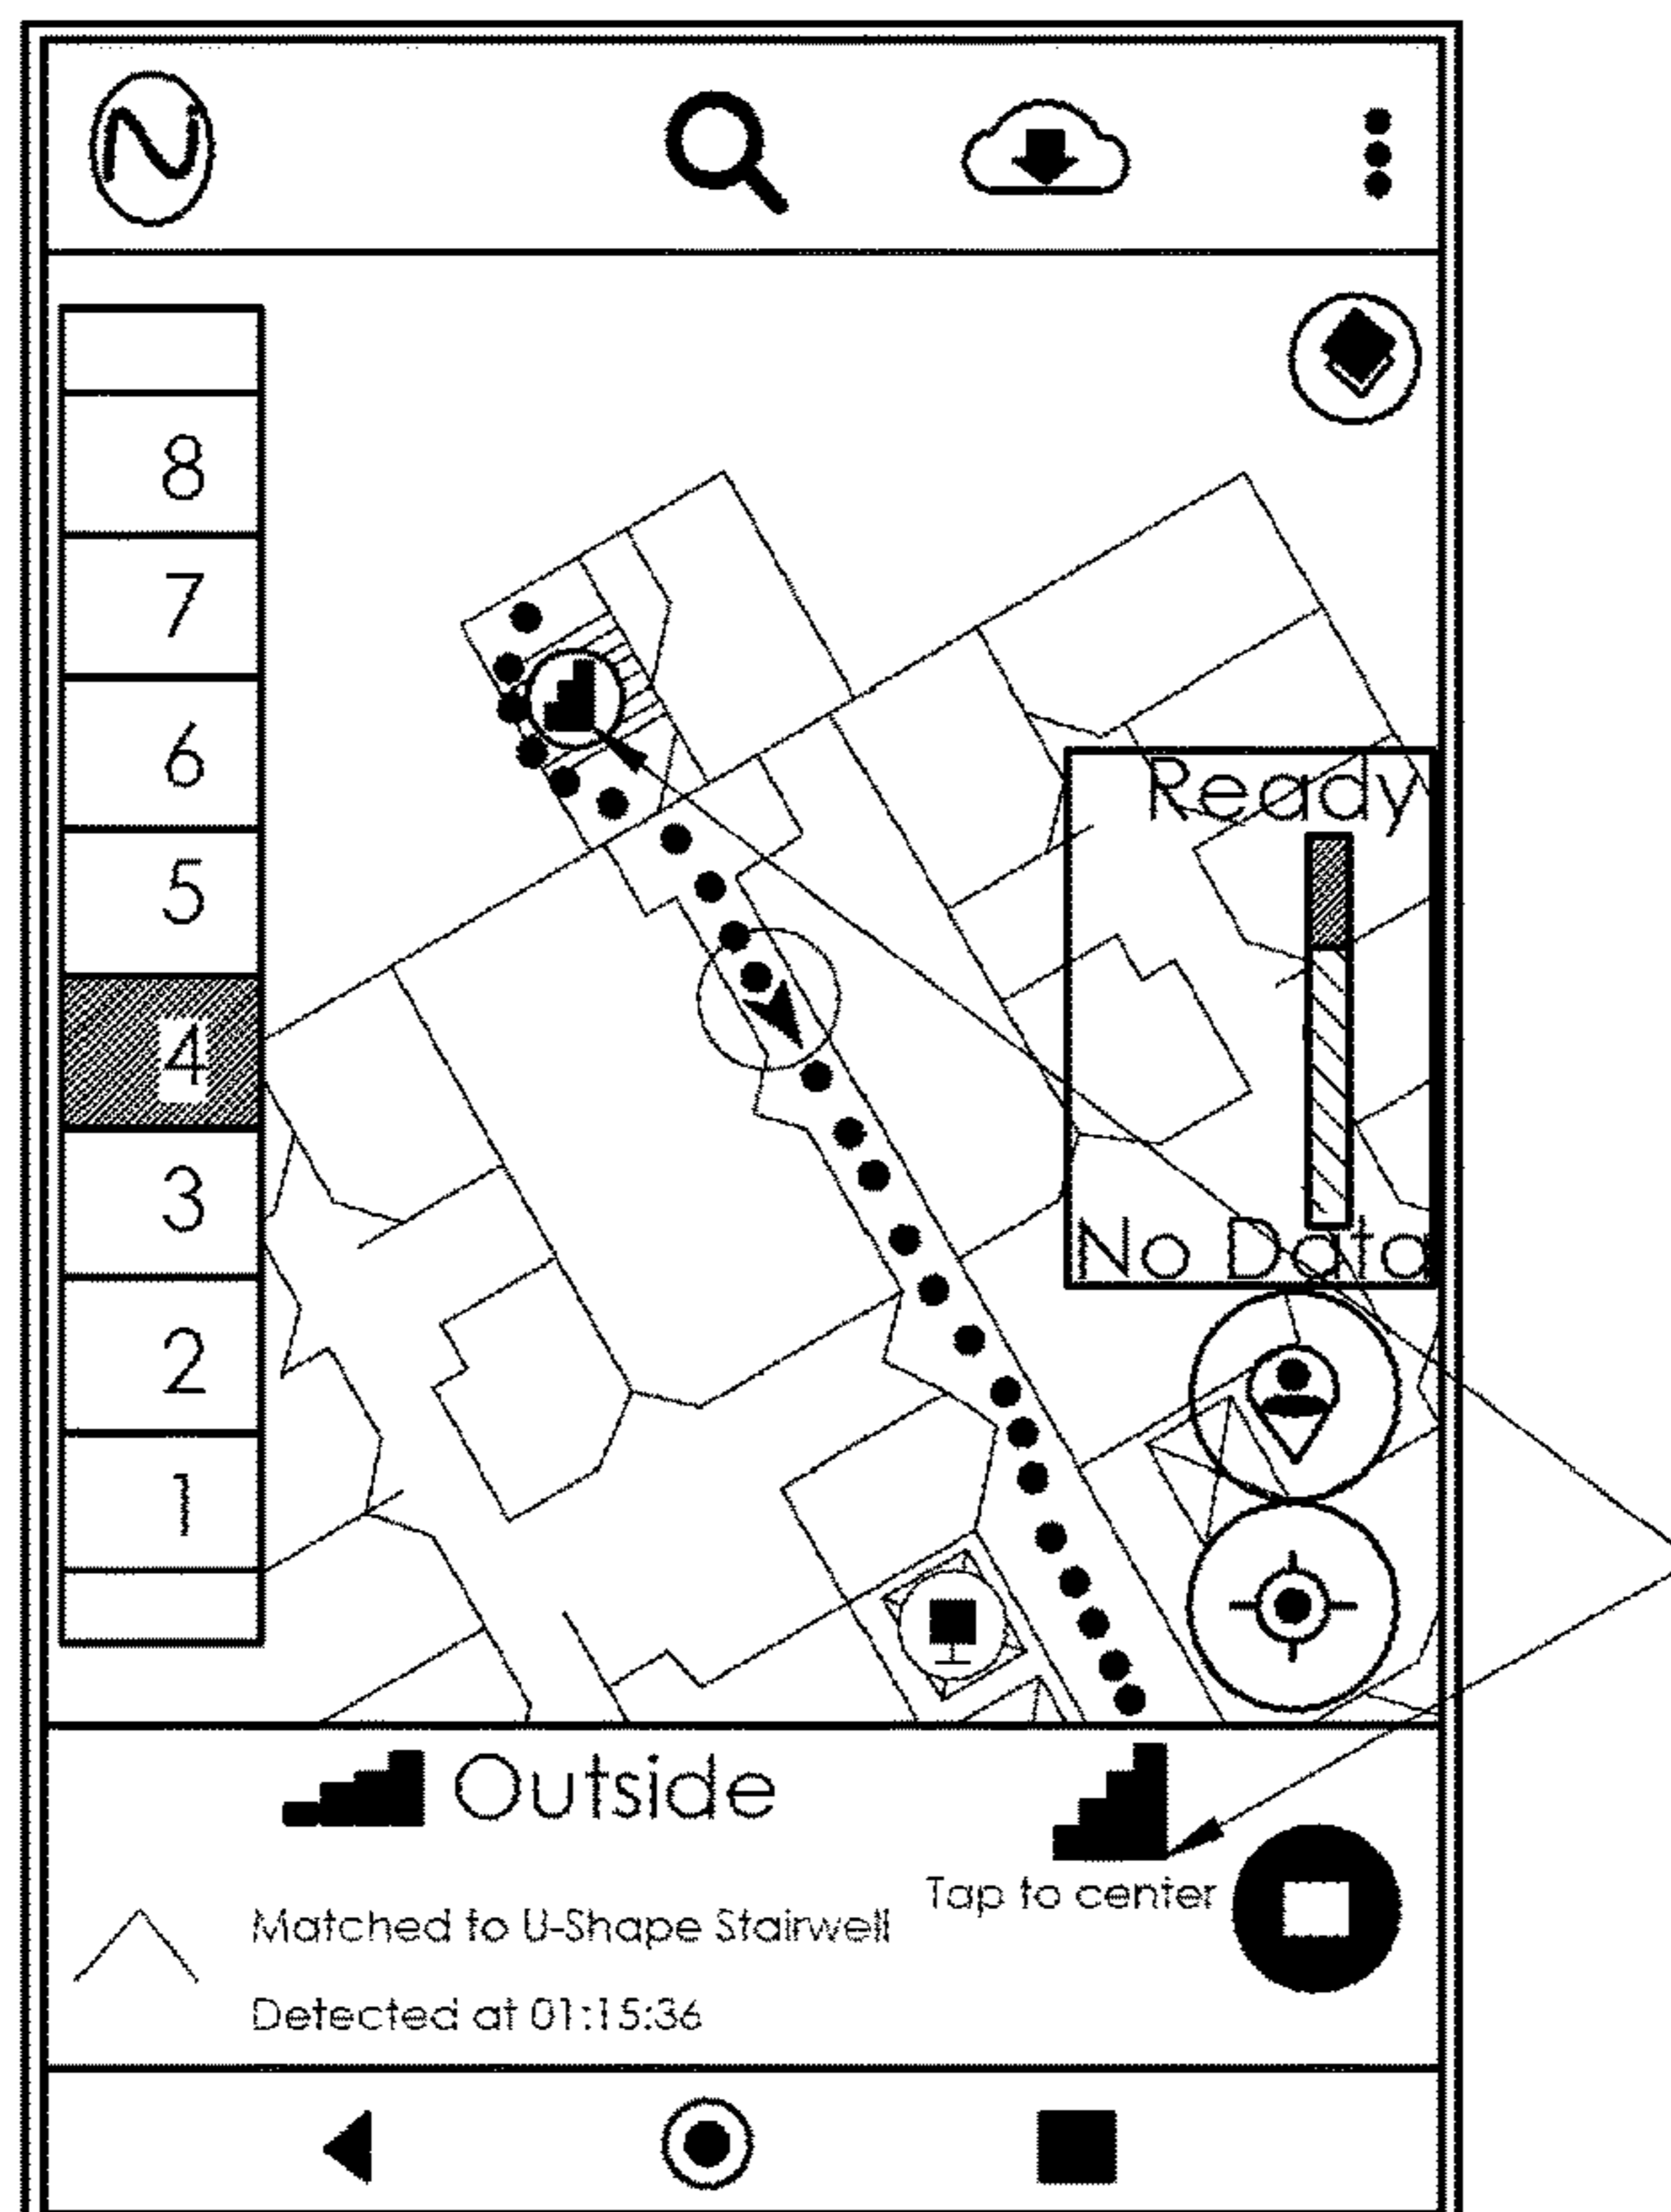 8
7
6
5
4
3
2
1
Ready
No Data
Outside
Tap to center
Matched to U-Shape Stairwell
Detected at 01:15:36